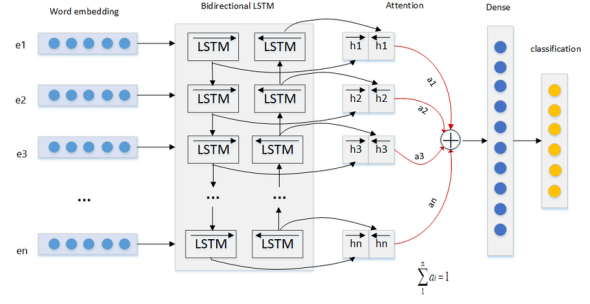 Word embedding
Bidirectional LSTM
Attention
Dense
classification
e1
LSTM LSTM
h1 h1
a1
e2
LSTM LSTM
h2 h2
a2
e3
LSTM LSTM
h3 h3
a3
...
... ...
an
en
LSTM LSTM
hn hn
n
∑ ai = 1
1